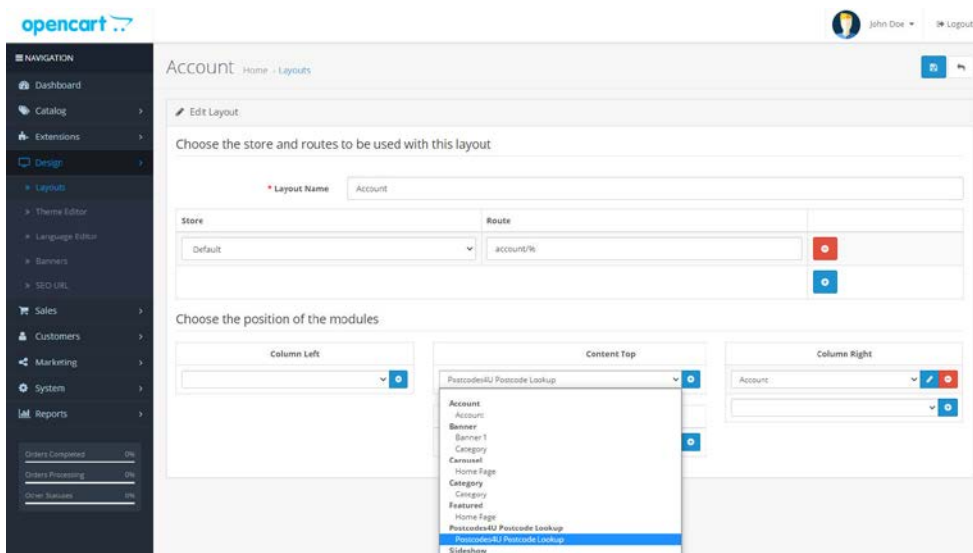 opencart
John Doe
Logout
NAVIGATION
Account Home › Layouts
Dashboard
Catalog
Edit Layout
Extensions
Choose the store and routes to be used with this layout
Design
Layouts
* Layout Name Account
Theme Editor
Store Route
Language Editor
Default account/%
Banners
SEO URL
Sales
Choose the position of the modules
Customers
Column Left Content Top Column Right
Marketing
Postcodes4U Postcode Lookup Account
System
Reports
Account
Account
Banner
Banner 1
Category
Carousel
Home Page
Category
Category
Featured
Home Page
Postcodes4U Postcode Lookup
Postcodes4U Postcode Lookup
Slideshow
Orders Completed 0%
Orders Processing 0%
Other Statuses 0%